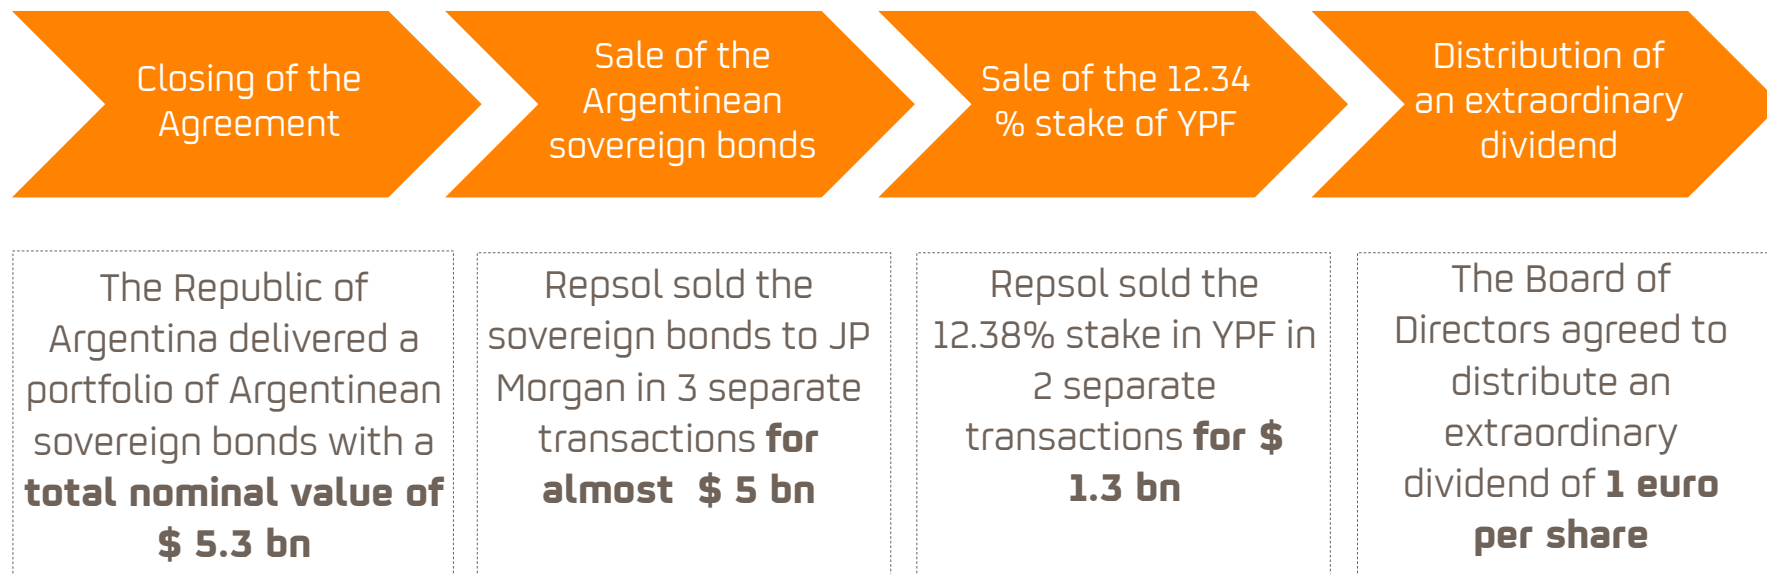 Closing of the
Agreement
Sale of the
Argentinean
sovereign bonds
Sale of the 12.34
% stake of YPF
Distribution of
an extraordinary
dividend
The Republic of
Argentina delivered a
portfolio of Argentinean
sovereign bonds with a
total nominal value of
$ 5.3 bn
Repsol sold the
sovereign bonds to JP
Morgan in 3 separate
transactions for
almost  $ 5 bn
Repsol sold the
12.38% stake in YPF in
2 separate
transactions for $
1.3 bn
The Board of
Directors agreed to
distribute an
extraordinary
dividend of 1 euro
per share